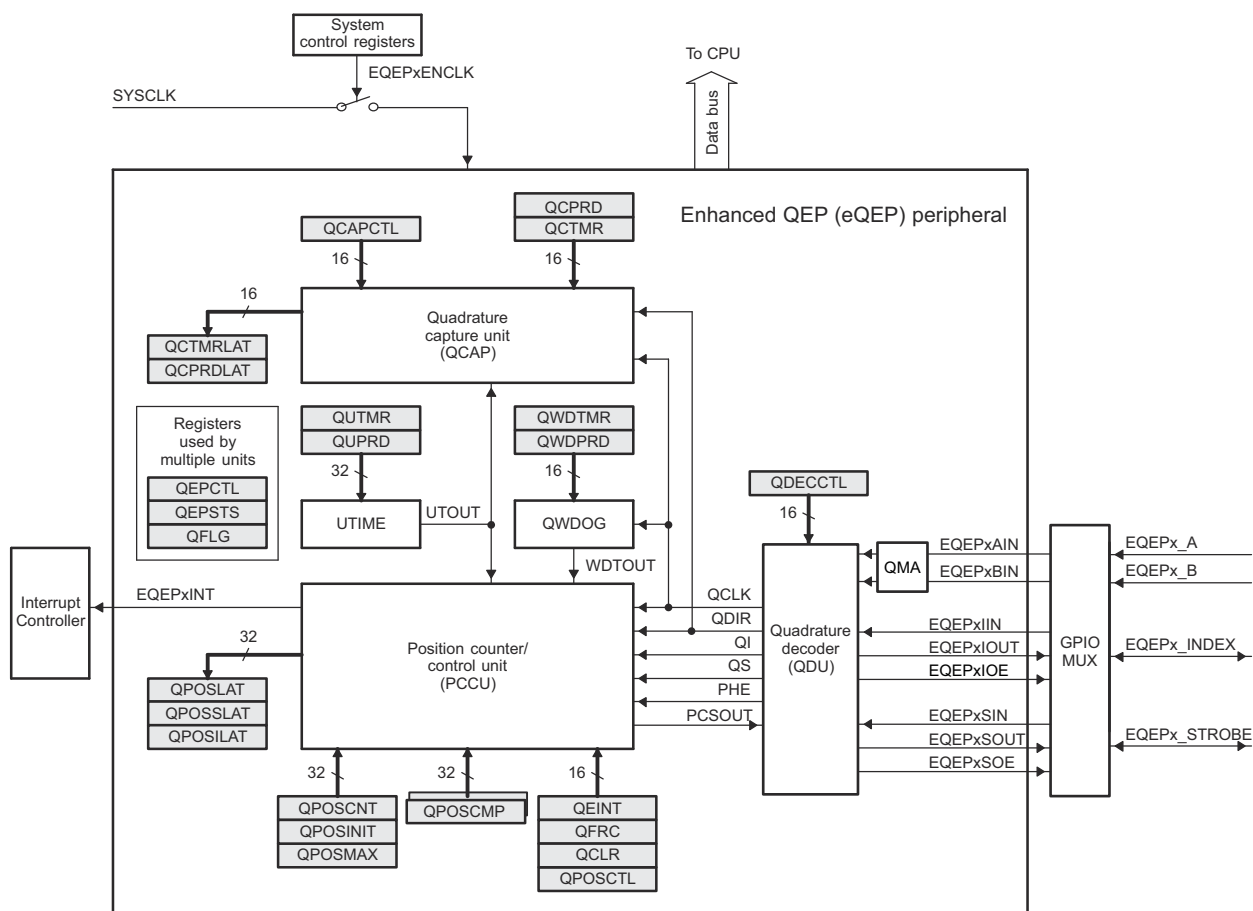 System
control registers
To CPU
EQEPxENCLK
SYSCLK
Data bus
Enhanced QEP (eQEP) peripheral
QCPRD
QCAPCTL
QCTMR
16
16
16
Quadrature
capture unit
(QCAP)
QCTMRLAT
QCPRDLAT
Registers
used by
multiple units
QEPCTL
QEPSTS
QFLG
QUTMR
QUPRD
32
QWDTMR
QWDPRD
16
UTIME
UTOUT
QWDOG
WDTOUT
QDECCTL
16
EQEPxAIN
EQEPxBIN
QMA
EQEPx_A
EQEPx_B
Interrupt
Controller
EQEPxINT
32
Position counter/
control unit
(PCCU)
QPOSLAT
QPOSSLAT
QPOSILAT
QCLK
QDIR
QI
QS
PHE
PCSOUT
Quadrature
decoder
(QDU)
EQEPxIIN
EQEPxIOUT
EQEPxIOE
EQEPxSIN
EQEPxSOUT
EQEPxSOE
GPIO
MUX
EQEPx_INDEX
EQEPx_STROBE
32
32
16
QPOSCNT
QPOSINIT
QPOSMAX
QPOSCMP
QEINT
QFRC
QCLR
QPOSCTL